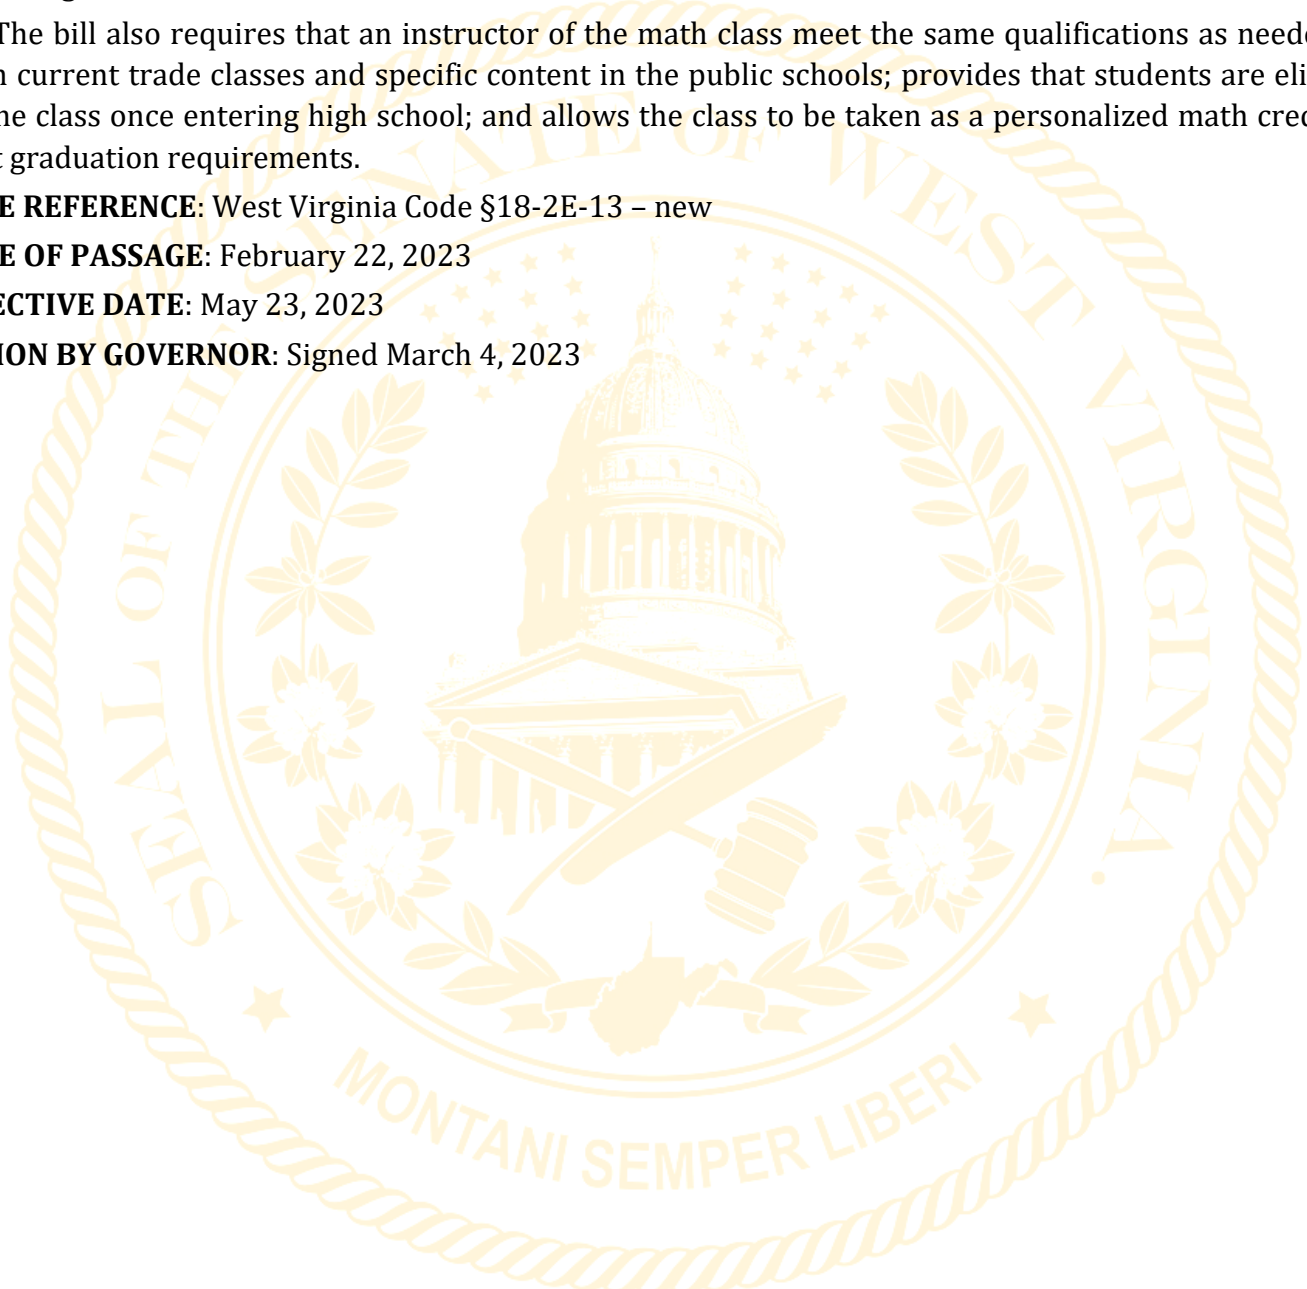 The bill also requires that an instructor of the math class meet the same qualifications as neede
n current trade classes and specific content in the public schools; provides that students are eli
ne class once entering high school; and allows the class to be taken as a personalized math cred
t graduation requirements.
E REFERENCE: West Virginia Code §18-2E-13 – new
E OF PASSAGE: February 22, 2023
ECTIVE DATE: May 23, 2023
ION BY GOVERNOR: Signed March 4, 2023
SEAL OF THE SENATE OF WEST VIRGINIA.
MONTANI SEMPER LIBERI